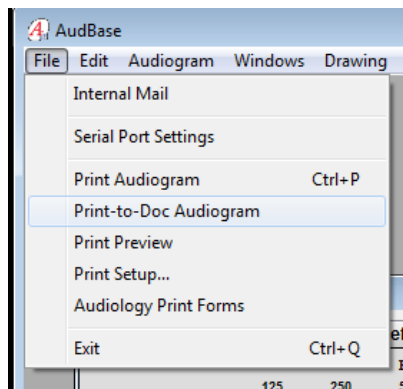 AudBase
File Edit Audiogram Windows Drawing
Internal Mail
Serial Port Settings
Print Audiogram Ctrl+P
Print-to-Doc Audiogram
Print Preview
Print Setup...
Audiology Print Forms
Exit Ctrl+Q
125 250